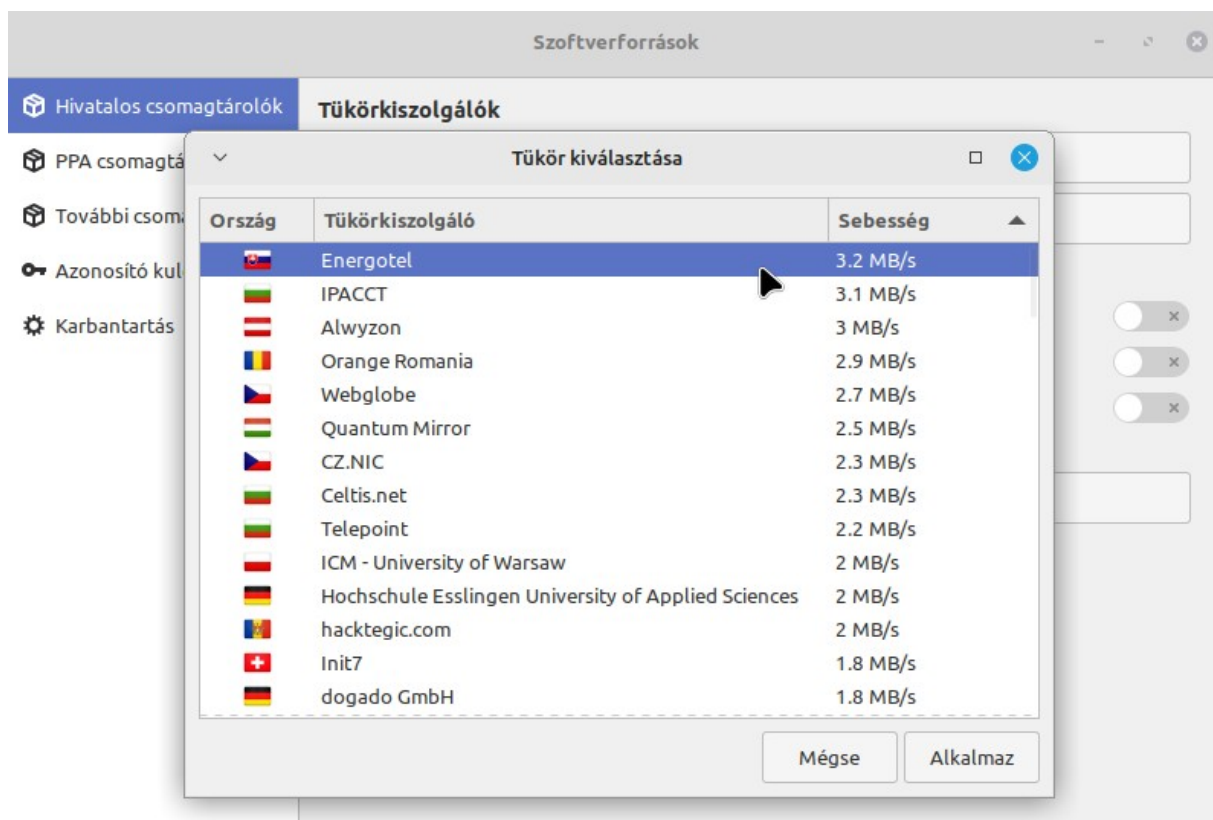 Szoftverforrások
Hivatalos csomagtárolók
Tükörkiszolgálók
PPA csomagtá
Tükör kiválasztása
További csom
Ország Tükörkiszolgáló Sebesség
Energotel 3.2 MB/s
Azonosító kul
IPACCT 3.1 MB/s
Karbantartás
Alwyzon 3 MB/s
Orange Romania 2.9 MB/s
Webglobe 2.7 MB/s
Quantum Mirror 2.5 MB/s
CZ.NIC 2.3 MB/s
Celtis.net 2.3 MB/s
Telepoint 2.2 MB/s
ICM - University of Warsaw 2 MB/s
Hochschule Esslingen University of Applied Sciences 2 MB/s
hacktegic.com 2 MB/s
Init7 1.8 MB/s
dogado GmbH 1.8 MB/s
Mégse Alkalmaz